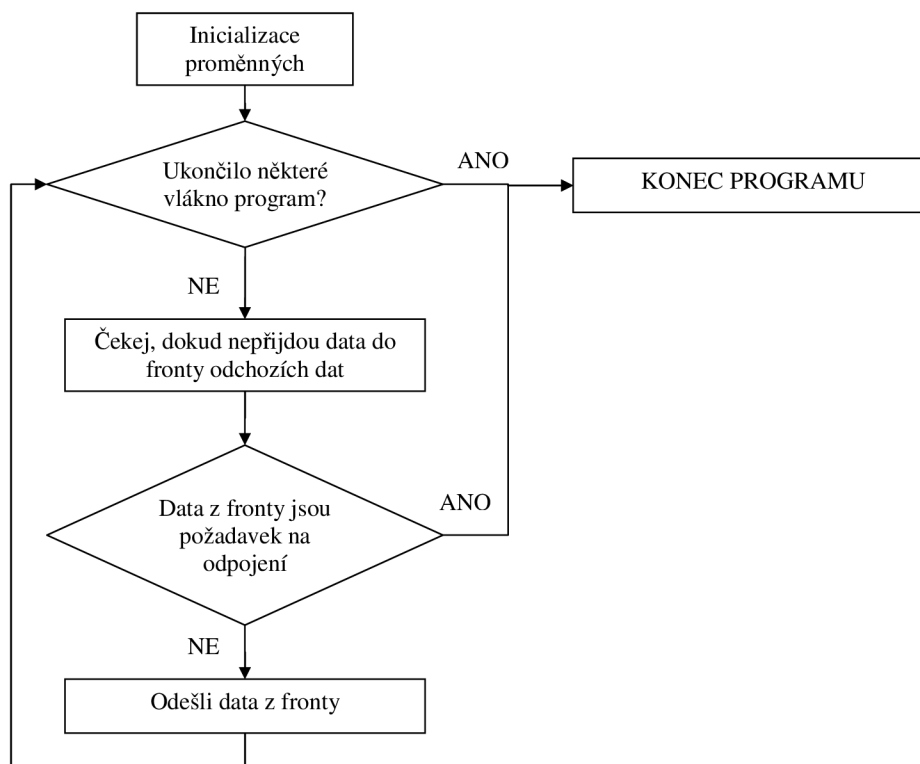 Inicializace
proměnných
Ukončilo některé
vlákno program?
ANO
KONEC PROGRAMU
NE
Čekej, dokud nepřijdou data do
fronty odchozích dat
Data z fronty jsou
požadavek na
odpojení
ANO
NE
Odešli data z fronty